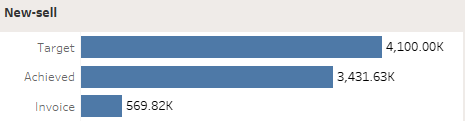 New-sell
Target 4,100.00K
Achieved 3,431.63K
Invoice 569.82K